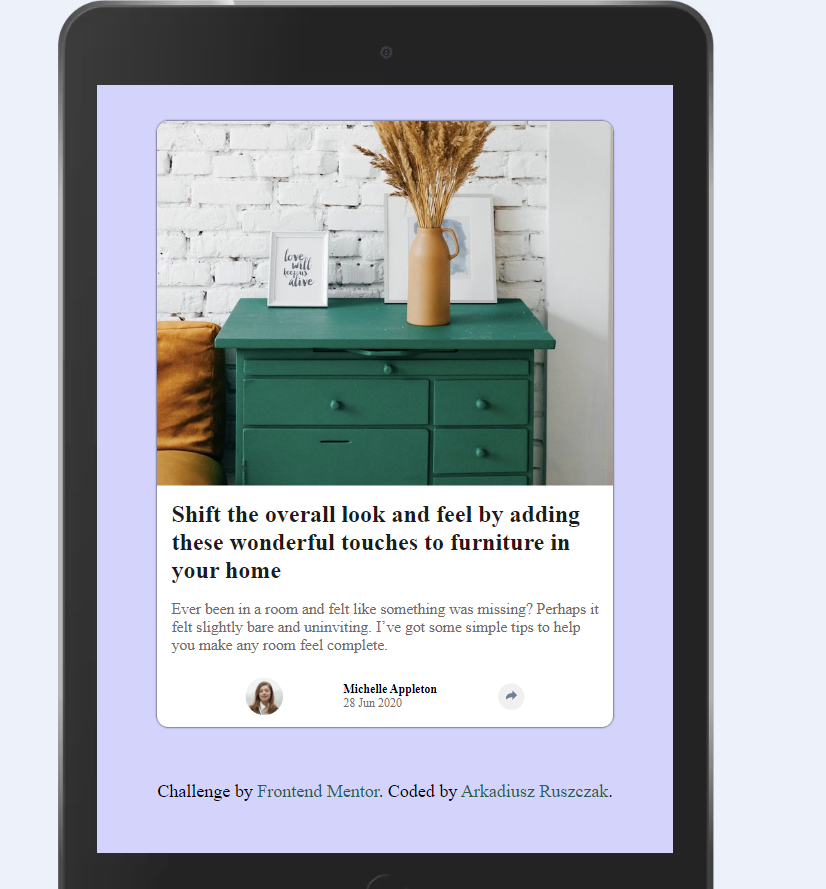 love
will
keep us
alive
Shift the overall look and feel by adding
these wonderful touches to furniture in
your home
Ever been in a room and felt like something was missing? Perhaps it
felt slightly bare and uninviting. I’ve got some simple tips to help
you make any room feel complete.
Michelle Appleton
28 Jun 2020
Challenge by Frontend Mentor. Coded by Arkadiusz Ruszczak.